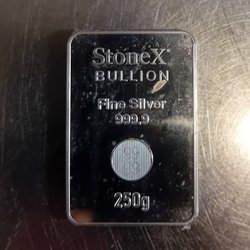 StoneX®
BULLION
Fine Silver
999.9
250g